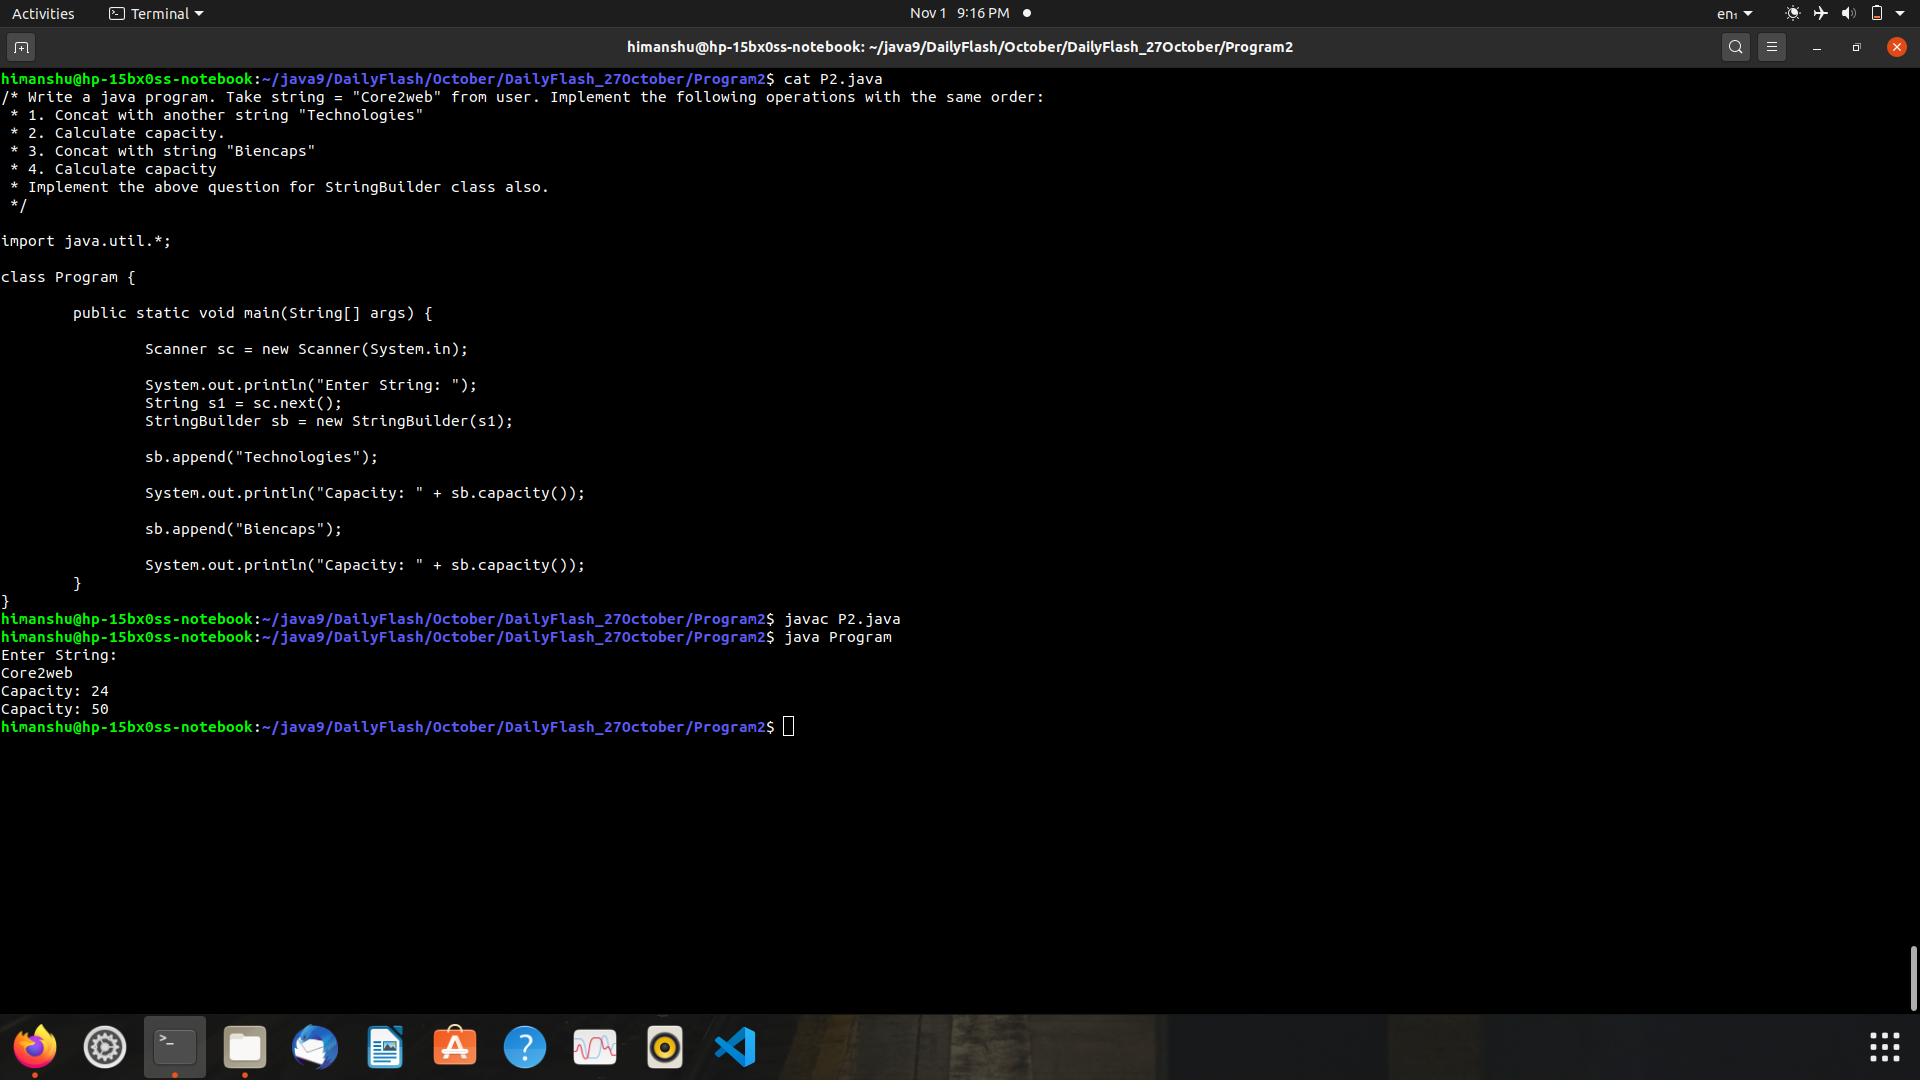 Activities
Terminal
Nov 1 9:16 PM
en₁
himanshu@hp-15bx0ss-notebook: ~/java9/DailyFlash/October/DailyFlash_27October/Program2
himanshu@hp-15bx0ss-notebook:~/java9/DailyFlash/October/DailyFlash_27October/Program2$ cat P2.java
/* Write a java program. Take string = "Core2web" from user. Implement the following operations with the same order:
 * 1. Concat with another string "Technologies"
 * 2. Calculate capacity.
 * 3. Concat with string "Biencaps"
 * 4. Calculate capacity
 * Implement the above question for StringBuilder class also.
 */
import java.util.*;
class Program {
        public static void main(String[] args) {
                Scanner sc = new Scanner(System.in);
                System.out.println("Enter String: ");
                String s1 = sc.next();
                StringBuilder sb = new StringBuilder(s1);
                sb.append("Technologies");
                System.out.println("Capacity: " + sb.capacity());
                sb.append("Biencaps");
                System.out.println("Capacity: " + sb.capacity());
        }
}
himanshu@hp-15bx0ss-notebook:~/java9/DailyFlash/October/DailyFlash_27October/Program2$ javac P2.java
himanshu@hp-15bx0ss-notebook:~/java9/DailyFlash/October/DailyFlash_27October/Program2$ java Program
Enter String:
Core2web
Capacity: 24
Capacity: 50
himanshu@hp-15bx0ss-notebook:~/java9/DailyFlash/October/DailyFlash_27October/Program2$